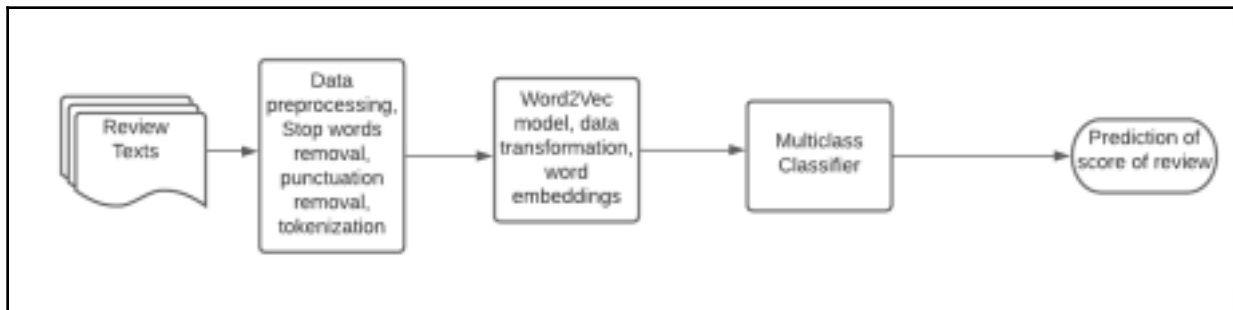 Review
Texts
Data
preprocessing,
Stop words
removal,
punctuation
removal,
tokenization
Word2Vec
model, data
transformation,
word
embeddings
Multiclass
Classifier
Prediction of
score of review